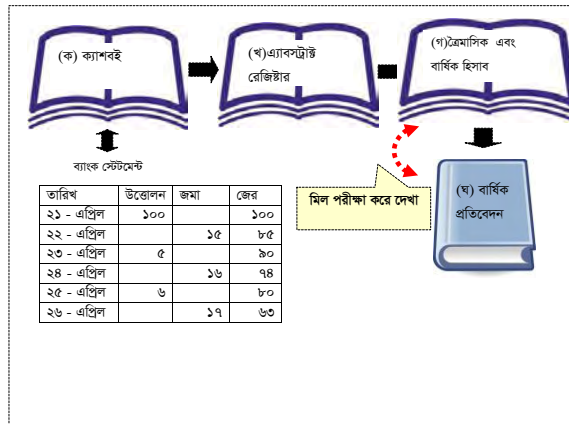 (ক) ক্যাশবই
(খ)এ্যাবসট্রাক্ট
রেজিষ্টার
(গ)ত্রৈমাসিক এবং
বার্ষিক হিসাব
ব্যাংক স্টেটমেন্ট
মিল পরীক্ষা করে দেখা
(ঘ) বার্ষিক
প্রতিবেদন
তারিখ উত্তোলন জমা জের
২১ - এপ্রিল ১০০ ১০০
২২ - এপ্রিল ১৫ ৮৫
২৩ - এপ্রিল ৫ ৯০
২৪ - এপ্রিল ১৬ ৭৪
২৫ - এপ্রিল ৬ ৮০
২৬ - এপ্রিল ১৭ ৬৩